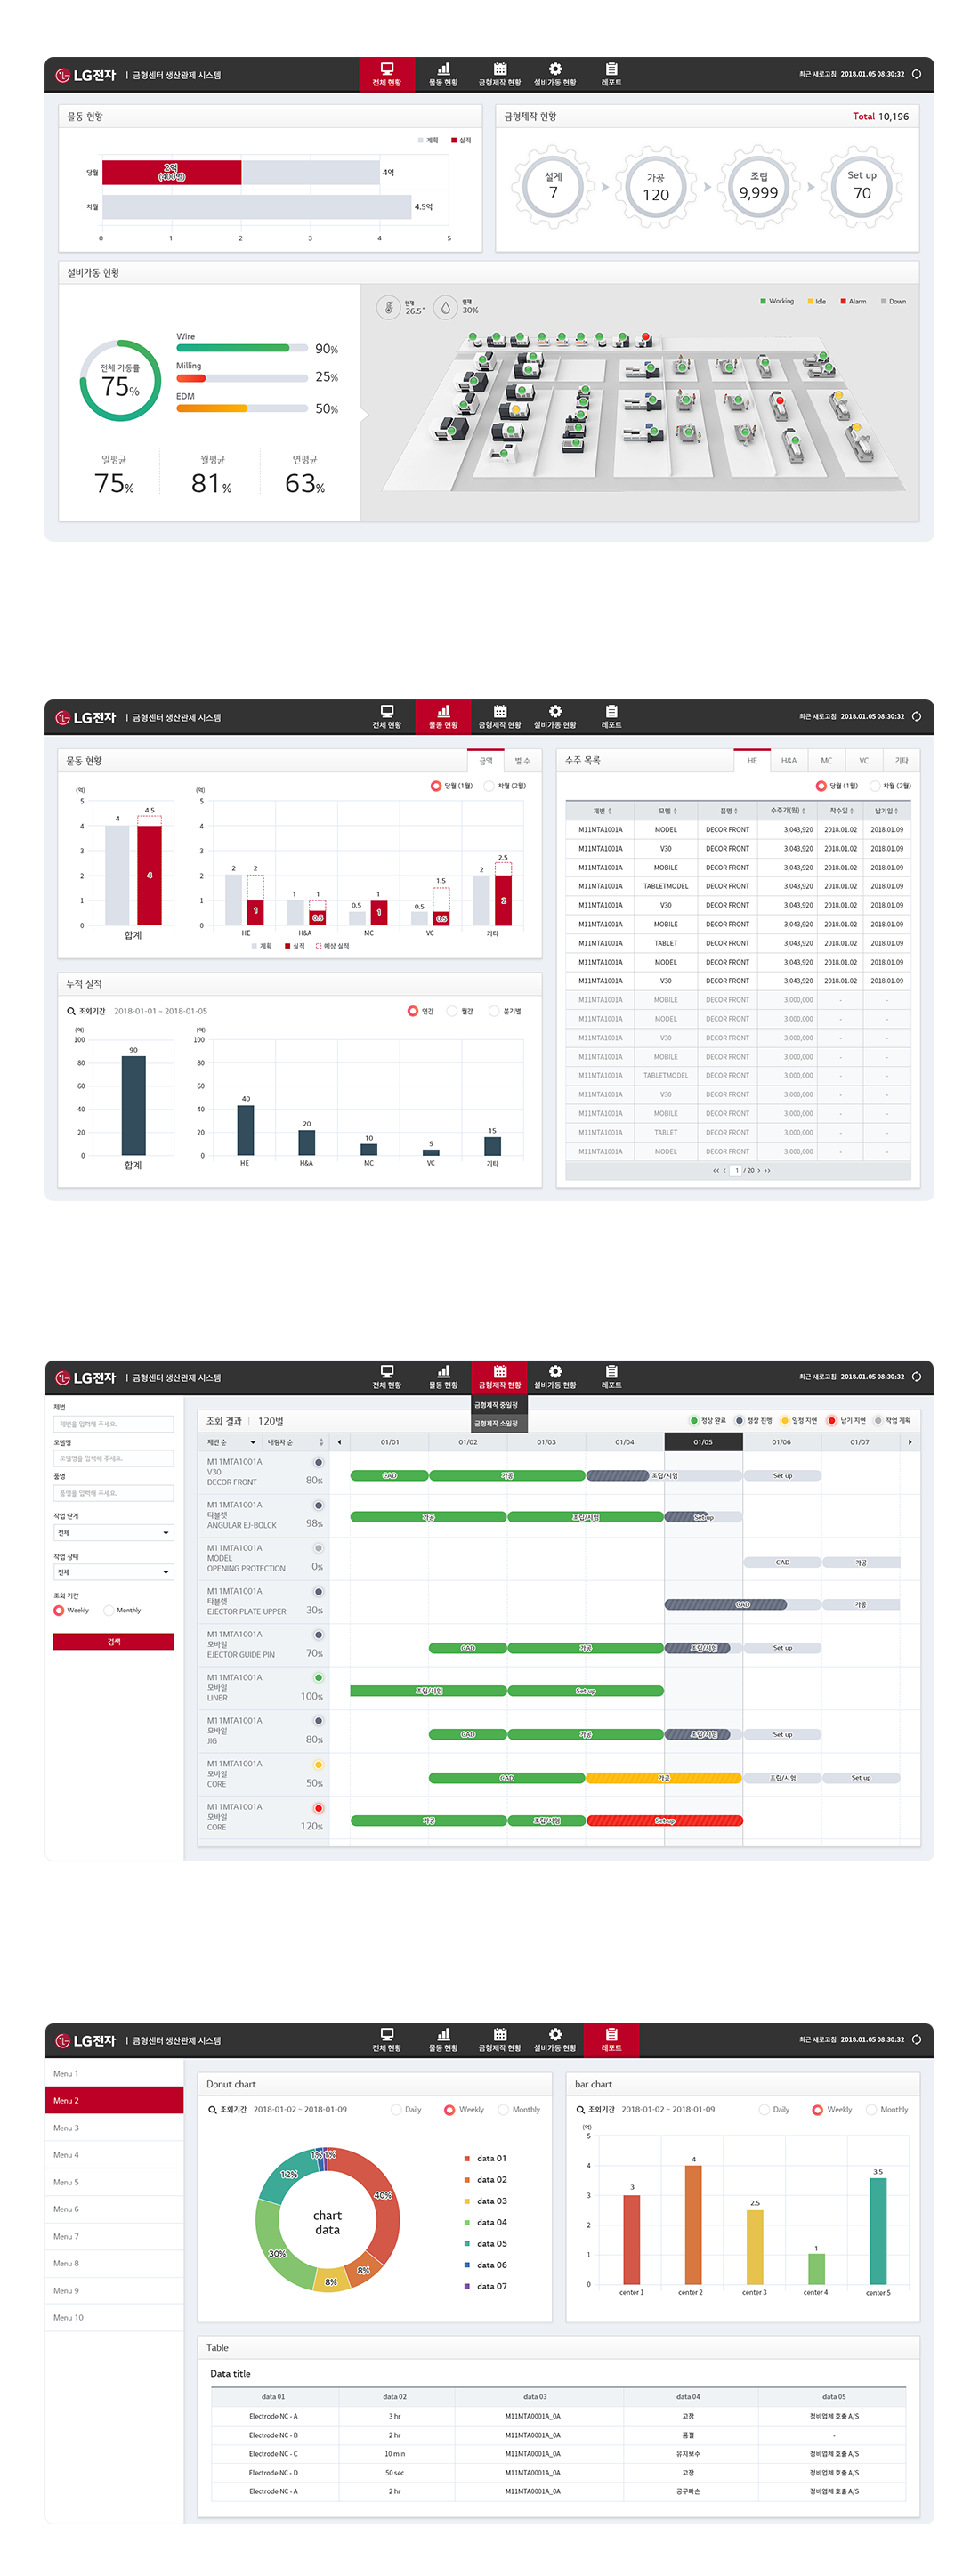 LG전자 | 금형센터 생산관제 시스템
전체 현황 물동 현황 금형제작 현황 설비가동 현황 레포트
최근 새로고침 2018.01.05 08:30:32
물동 현황
계획 실적
당월 2억 4억
차월 4.5억
0 1 2 3 4 5
금형제작 현황 Total 10,196
설계 가공 조립 Set up
7 120 9,999 70
설비가동 현황
전체 가동률
75%
Wire 90%
Milling 25%
EDM 50%
일평균 월평균 연평균
75% 81% 63%
현재 26.5°
현재 30%
Working Idle Alarm Down
LG전자 | 금형센터 생산관제 시스템
전체 현황 물동 현황 금형제작 현황 설비가동 현황 레포트
최근 새로고침 2018.01.05 08:30:32
물동 현황 금액 벌 수
당월 (1월) 차월 (2월)
(억)
5
4
3
2
1
0
4 4.5
4
합계
(억)
5
4
3
2
1
0
2 2 1 1 0.5 1 0.5 1.5 2 2.5
1 0.5 0.5 2
HE H&A MC VC 기타
계획 실적 예상 실적
누적 실적
조회기간 2018-01-01 ~ 2018-01-05
연간 월간 분기별
(억)
100
80
60
40
20
0
90
합계
(억)
100
80
60
40
20
0
40 20 10 5 15
HE H&A MC VC 기타
수주 목록 HE H&A MC VC 기타
당월 (1월) 차월 (2월)
제번 모델 품명 수주가(원) 착수일 납기일
M11MTA1001A MODEL DECOR FRONT 3,043,920 2018.01.02 2018.01.09
M11MTA1001A V30 DECOR FRONT 3,043,920 2018.01.02 2018.01.09
M11MTA1001A MOBILE DECOR FRONT 3,043,920 2018.01.02 2018.01.09
M11MTA1001A TABLETMODEL DECOR FRONT 3,043,920 2018.01.02 2018.01.09
M11MTA1001A V30 DECOR FRONT 3,043,920 2018.01.02 2018.01.09
M11MTA1001A MOBILE DECOR FRONT 3,043,920 2018.01.02 2018.01.09
M11MTA1001A TABLET DECOR FRONT 3,043,920 2018.01.02 2018.01.09
M11MTA1001A MODEL DECOR FRONT 3,043,920 2018.01.02 2018.01.09
M11MTA1001A V30 DECOR FRONT 3,043,920 2018.01.02 2018.01.09
M11MTA1001A MOBILE DECOR FRONT 3,000,000 - -
M11MTA1001A MODEL DECOR FRONT 3,000,000 - -
M11MTA1001A V30 DECOR FRONT 3,000,000 - -
M11MTA1001A MOBILE DECOR FRONT 3,000,000 - -
M11MTA1001A TABLETMODEL DECOR FRONT 3,000,000 - -
M11MTA1001A V30 DECOR FRONT 3,000,000 - -
M11MTA1001A MOBILE DECOR FRONT 3,000,000 - -
M11MTA1001A TABLET DECOR FRONT 3,000,000 - -
M11MTA1001A MODEL DECOR FRONT 3,000,000 - -
<< < 1 / 20 > >>
LG전자 | 금형센터 생산관제 시스템
전체 현황 물동 현황 금형제작 현황 설비가동 현황 레포트
최근 새로고침 2018.01.05 08:30:32
금형제작 중일정
금형제작 소일정
제번
제번을 입력해 주세요.
모델명
모델명을 입력해 주세요.
품명
품명을 입력해 주세요.
작업 단계
전체
작업 상태
전체
조회 기간
Weekly Monthly
검색
조회 결과 | 120벌
정상 완료 정상 진행 일정 지연 납기 지연 작업 계획
제번 순 내림차 순 01/01 01/02 01/03 01/04 01/05 01/06 01/07
M11MTA1001A
V30
DECOR FRONT 80%
CAD 가공 조립/시험 Set up
M11MTA1001A
타블렛
ANGULAR EJ-BOLCK 98%
가공 조립/시험 Set up
M11MTA1001A
MODEL
OPENING PROTECTION 0%
CAD 가공
M11MTA1001A
타블렛
EJECTOR PLATE UPPER 30%
CAD 가공
M11MTA1001A
모바일
EJECTOR GUIDE PIN 70%
CAD 가공 조립/시험 Set up
M11MTA1001A
모바일
LINER 100%
조립/시험 Set up
M11MTA1001A
모바일
JIG 80%
CAD 가공 조립/시험 Set up
M11MTA1001A
모바일
CORE 50%
CAD 가공 조립/시험 Set up
M11MTA1001A
모바일
CORE 120%
가공 조립/시험 Set up
LG전자 | 금형센터 생산관제 시스템
전체 현황 물동 현황 금형제작 현황 설비가동 현황 레포트
최근 새로고침 2018.01.05 08:30:32
Menu 1
Menu 2
Menu 3
Menu 4
Menu 5
Menu 6
Menu 7
Menu 8
Menu 9
Menu 10
Donut chart
조회기간 2018-01-02 ~ 2018-01-09
Daily Weekly Monthly
chart
data
40%
8%
8%
30%
12%
1%
1%
data 01
data 02
data 03
data 04
data 05
data 06
data 07
bar chart
조회기간 2018-01-02 ~ 2018-01-09
Daily Weekly Monthly
(억)
5
4
3
2
1
0
3 4 2.5 1 3.5
center 1 center 2 center 3 center 4 center 5
Table
Data title
data 01 data 02 data 03 data 04 data 05
Electrode NC - A 3 hr M11MTA0001A_0A 고장 정비업체 호출 A/S
Electrode NC - B 2 hr M11MTA0001A_0A 품절 -
Electrode NC - C 10 min M11MTA0001A_0A 유지보수 정비업체 호출 A/S
Electrode NC - D 50 sec M11MTA0001A_0A 고장 정비업체 호출 A/S
Electrode NC - A 2 hr M11MTA0001A_0A 공구파손 정비업체 호출 A/S